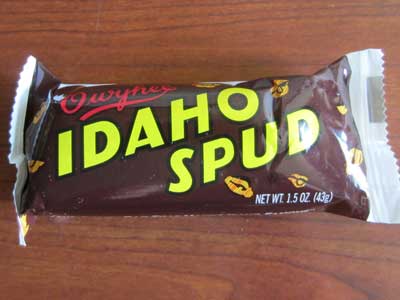 Owyhee
IDAHO
SPUD
NET WT. 1.5 OZ. (43g)